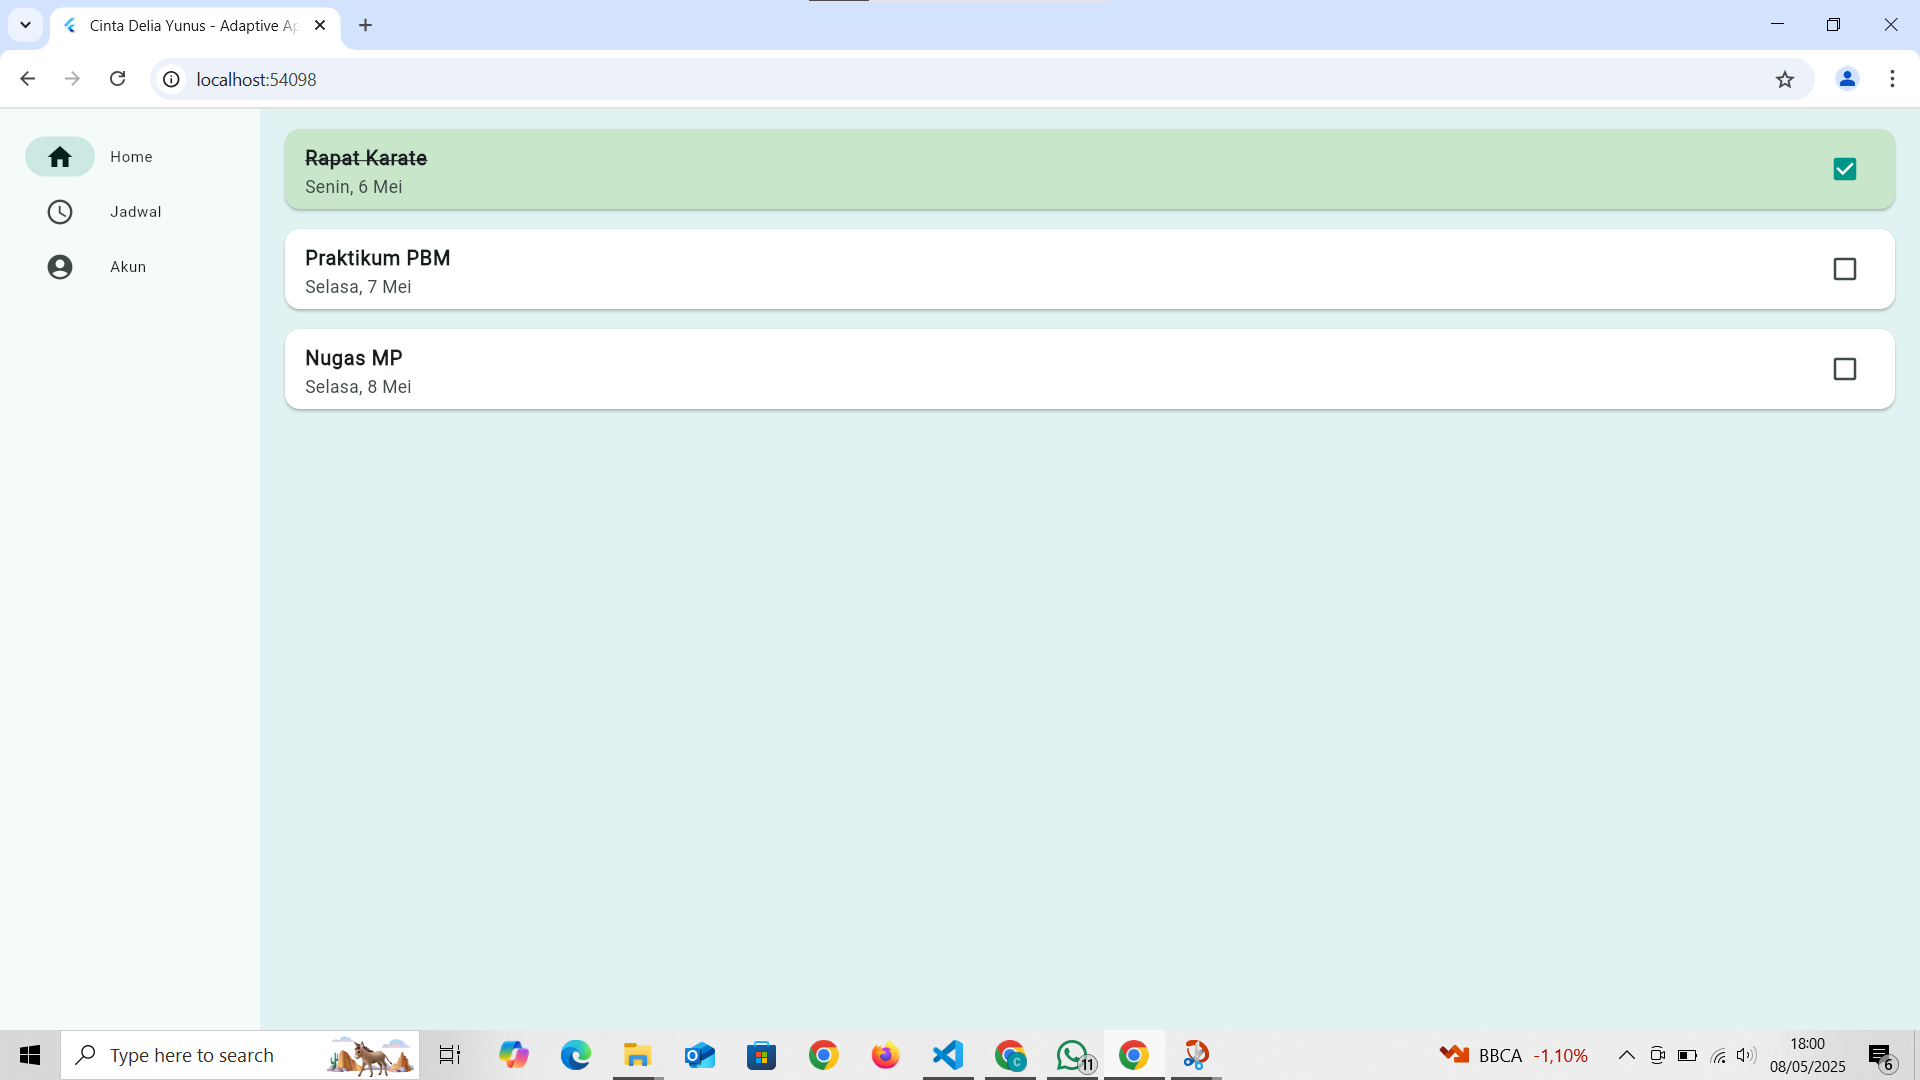 Cinta Delia Yunus - Adaptive Ap
localhost:54098
Home
Jadwal
Akun
Rapat Karate
Senin, 6 Mei
Praktikum PBM
Selasa, 7 Mei
Nugas MP
Selasa, 8 Mei
Type here to search
C
11
BBCA -1,10%
18:00
08/05/2025
6